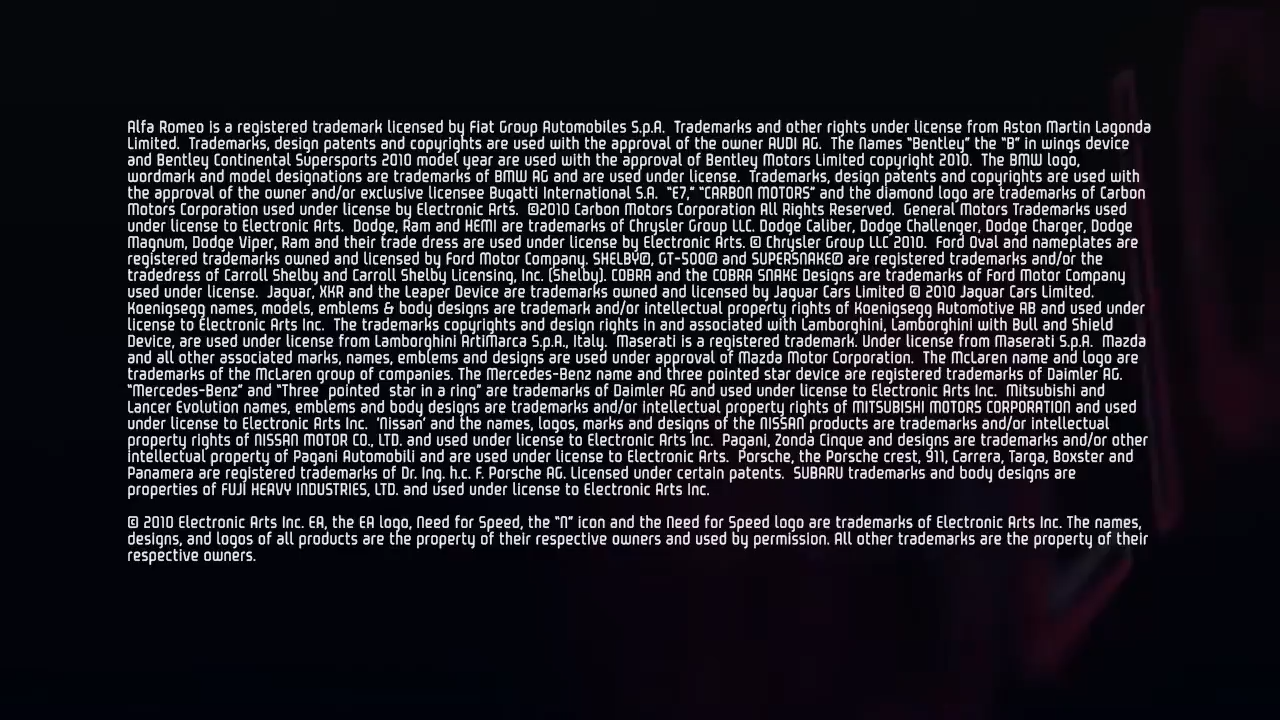 Alfa Romeo is a registered trademark licensed by Fiat Group Automobiles S.p.A.  Trademarks and other rights under license from Aston Martin Lagonda
Limited.  Trademarks, design patents and copyrights are used with the approval of the owner AUDI AG.  The Names “Bentley” the “B” in wings device
and Bentley Continental Supersports 2010 model year are used with the approval of Bentley Motors Limited copyright 2010.  The BMW logo,
wordmark and model designations are trademarks of BMW AG and are used under license.  Trademarks, design patents and copyrights are used with
the approval of the owner and/or exclusive licensee Bugatti International S.A.  “E7,” “CARBON MOTORS” and the diamond logo are trademarks of Carbon
Motors Corporation used under license by Electronic Arts.  ©2010 Carbon Motors Corporation All Rights Reserved.  General Motors Trademarks used
under license to Electronic Arts.  Dodge, Ram and HEMI are trademarks of Chrysler Group LLC. Dodge Caliber, Dodge Challenger, Dodge Charger, Dodge
Magnum, Dodge Viper, Ram and their trade dress are used under license by Electronic Arts. © Chrysler Group LLC 2010.  Ford Oval and nameplates are
registered trademarks owned and licensed by Ford Motor Company. SHELBY®, GT-500® and SUPERSNAKE® are registered trademarks and/or the
tradedress of Carroll Shelby and Carroll Shelby Licensing, Inc. (Shelby). COBRA and the COBRA SNAKE Designs are trademarks of Ford Motor Company
used under license.  Jaguar, XKR and the Leaper Device are trademarks owned and licensed by Jaguar Cars Limited © 2010 Jaguar Cars Limited.
Koenigsegg names, models, emblems & body designs are trademark and/or intellectual property rights of Koenigsegg Automotive AB and used under
license to Electronic Arts Inc.  The trademarks copyrights and design rights in and associated with Lamborghini, Lamborghini with Bull and Shield
Device, are used under license from Lamborghini ArtiMarca S.p.A., Italy.  Maserati is a registered trademark. Under license from Maserati S.p.A.  Mazda
and all other associated marks, names, emblems and designs are used under approval of Mazda Motor Corporation.  The McLaren name and logo are
trademarks of the McLaren group of companies. The Mercedes-Benz name and three pointed star device are registered trademarks of Daimler AG.
“Mercedes-Benz” and “Three  pointed  star in a ring” are trademarks of Daimler AG and used under license to Electronic Arts Inc.  Mitsubishi and
Lancer Evolution names, emblems and body designs are trademarks and/or intellectual property rights of MITSUBISHI MOTORS CORPORATION and used
under license to Electronic Arts Inc.  ‘Nissan’ and the names, logos, marks and designs of the NISSAN products are trademarks and/or intellectual
property rights of NISSAN MOTOR CO., LTD. and used under license to Electronic Arts Inc.  Pagani, Zonda Cinque and designs are trademarks and/or other
intellectual property of Pagani Automobili and are used under license to Electronic Arts.  Porsche, the Porsche crest, 911, Carrera, Targa, Boxster and
Panamera are registered trademarks of Dr. Ing. h.c. F. Porsche AG. Licensed under certain patents.  SUBARU trademarks and body designs are
properties of FUJI HEAVY INDUSTRIES, LTD. and used under license to Electronic Arts Inc.
© 2010 Electronic Arts Inc. EA, the EA logo, Need for Speed, the “N” icon and the Need for Speed logo are trademarks of Electronic Arts Inc. The names,
designs, and logos of all products are the property of their respective owners and used by permission. All other trademarks are the property of their
respective owners.